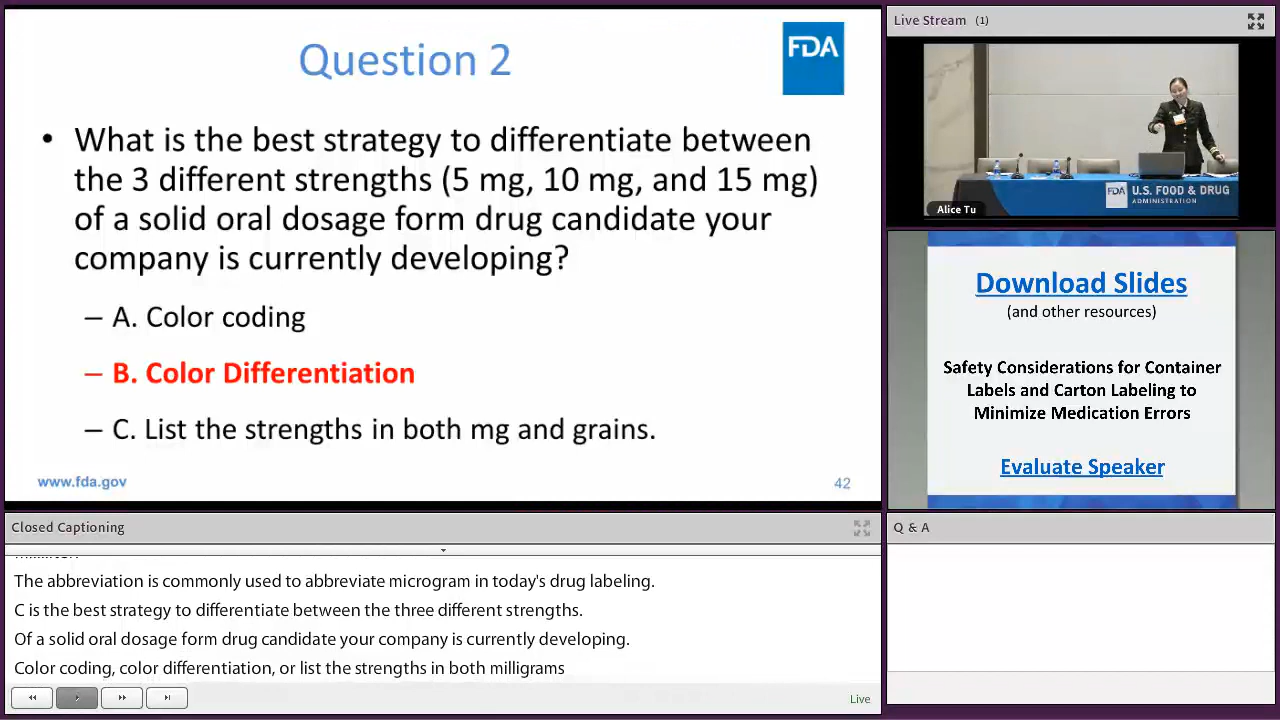 Question 2
FDA
• What is the best strategy to differentiate between
the 3 different strengths (5 mg, 10 mg, and 15 mg)
of a solid oral dosage form drug candidate your
company is currently developing?
– A. Color coding
– B. Color Differentiation
– C. List the strengths in both mg and grains.
www.fda.gov
42
Live Stream (1)
FDA U.S. FOOD & DRUG
ADMINISTRATION
Alice Tu
Download Slides
(and other resources)
Safety Considerations for Container
Labels and Carton Labeling to
Minimize Medication Errors
Evaluate Speaker
Closed Captioning
The abbreviation is commonly used to abbreviate microgram in today's drug labeling.
C is the best strategy to differentiate between the three different strengths.
Of a solid oral dosage form drug candidate your company is currently developing.
Color coding, color differentiation, or list the strengths in both milligrams
Live
Q & A